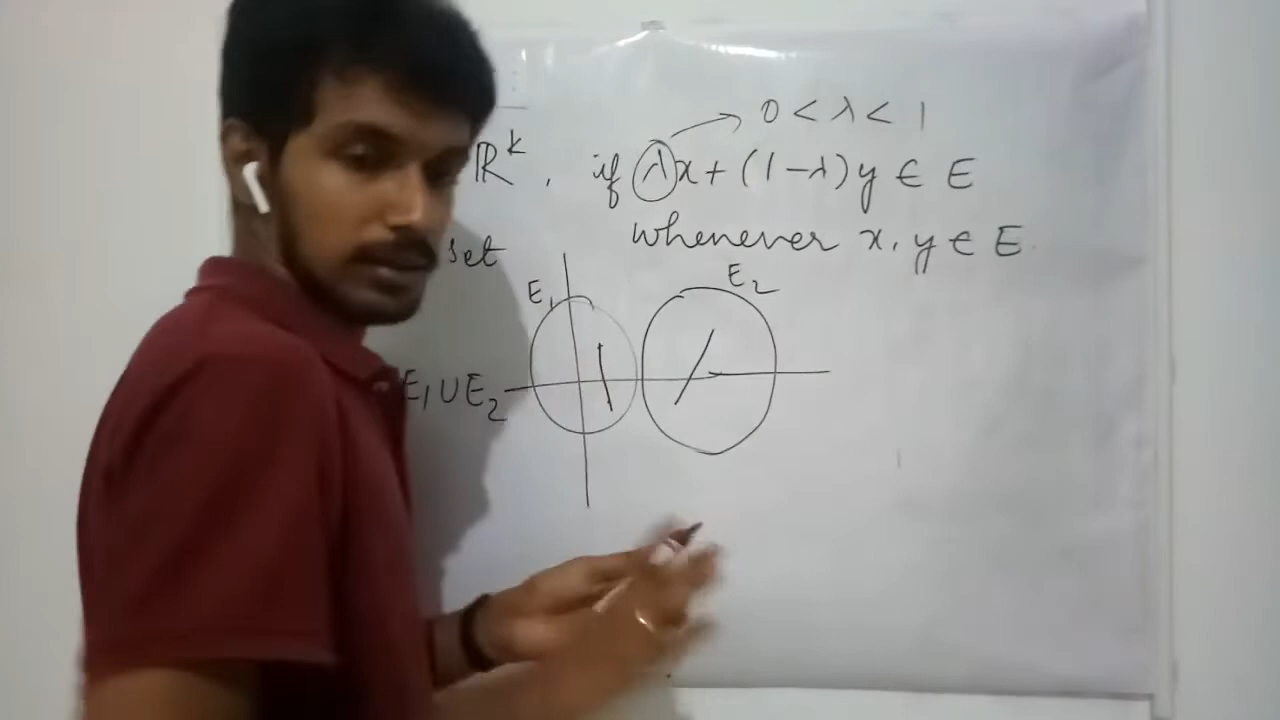 0 < λ < 1
ℝᵏ, if λx + (1-λ)y ∈ E
whenever x, y ∈ E.
set
E₁ E₂
E₁ ∪ E₂